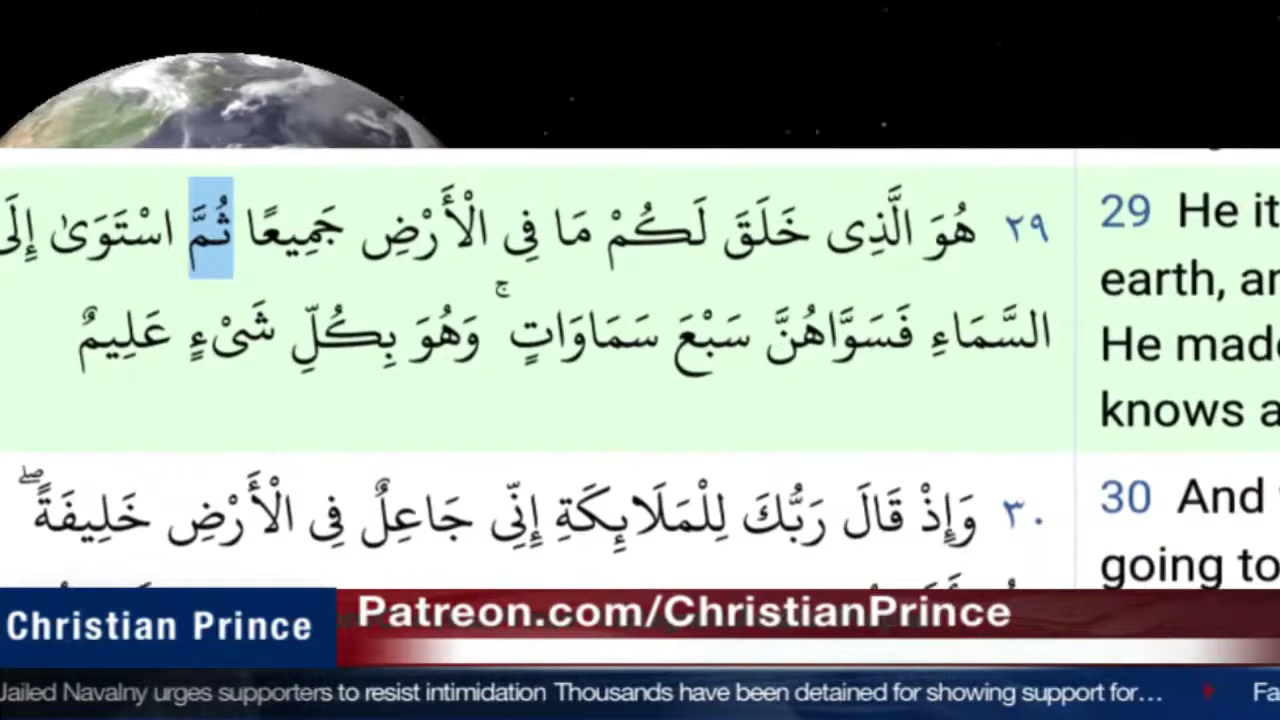 ٢٩ هُوَ الَّذِى خَلَقَ لَكُمْ مَا فِى الْأَرْضِ جَمِيعًا ثُمَّ اسْتَوَىٰ إِلَى
السَّمَاءِ فَسَوَّاهُنَّ سَبْعَ سَمَاوَاتٍ ۚ وَهُوَ بِكُلِّ شَىْءٍ عَلِيمٌ
29 He it
earth, an
He made
knows a
٣٠ وَإِذْ قَالَ رَبُّكَ لِلْمَلَائِكَةِ إِنِّى جَاعِلٌ فِى الْأَرْضِ خَلِيفَةً ۖ
30 And
going to
Christian Prince
Patreon.com/ChristianPrince
Jailed Navalny urges supporters to resist intimidation Thousands have been detained for showing support for… Fa